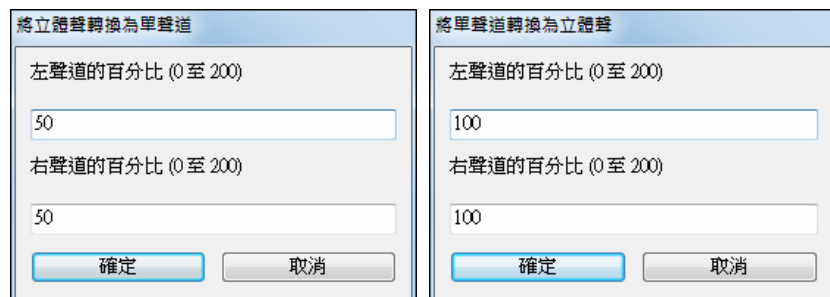 將立體聲轉換為單聲道
左聲道的百分比 (0 至 200)
50
右聲道的百分比 (0 至 200)
50
確定 取消
將單聲道轉換為立體聲
左聲道的百分比 (0 至 200)
100
右聲道的百分比 (0 至 200)
100
確定 取消